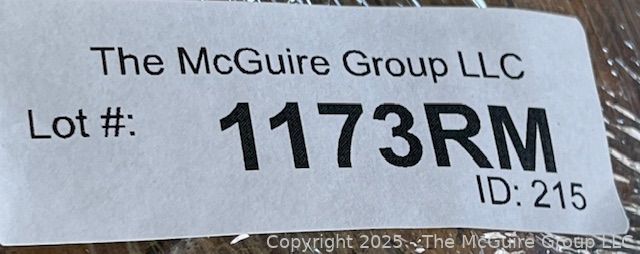 The McGuire Group LLC
Lot #: 1173RM
ID: 215
Copyright 2025 - The McGuire Group LLC